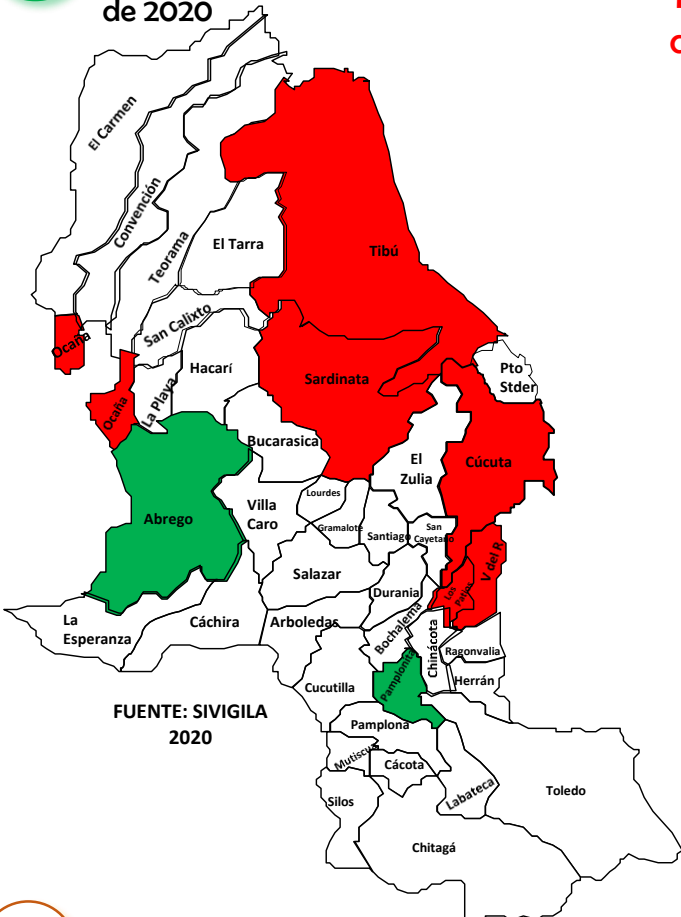 de 2020
El Carmen
Convención
Teorama
El Tarra
Tibú
San Calixto
Ocaña
Hacarí
La Playa
Sardinata
Pto
Stder
Ocaña
Bucarasica
El
Zulia
Cúcuta
Abrego
Villa
Caro
Lourdes
Gramalote
Santiago
San
Cayetano
V del R.
Salazar
Durania
Los
Patios
La
Esperanza
Cáchira
Arboledas
Bochalema
Chinácota
Ragonvalia
Herrán
Cucutilla
Pamplonita
FUENTE: SIVIGILA
2020
Pamplona
Mutiscua
Cácota
Silos
Labateca
Toledo
Chitagá